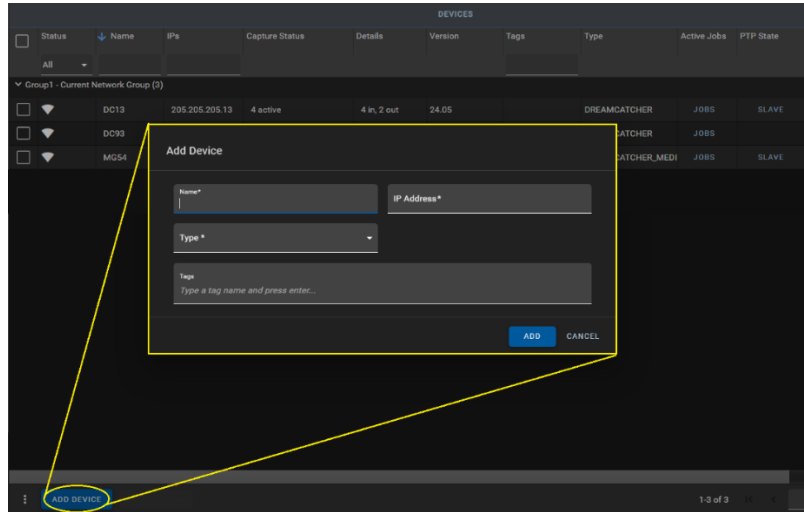 DEVICES
Status Name IPs Capture Status Details Version Tags Type Active Jobs PTP State
All
Group1 - Current Network Group (3)
DC13 205.205.205.13 4 active 4 in, 2 out 24.05 DREAMCATCHER JOBS SLAVE
DC93 CATCHER JOBS
MG54 CATCHER_MEDI JOBS SLAVE
Add Device
Name*
IP Address*
Type *
Tags
Type a tag name and press enter...
ADD CANCEL
ADD DEVICE 1-3 of 3